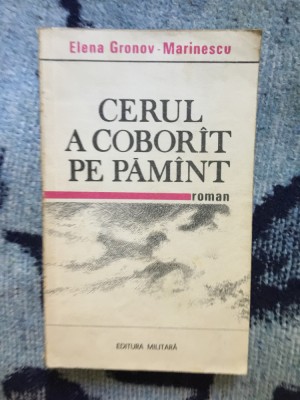 Elena Gronov-Marinescu
CERUL
A COBORÎT
PE PĂMÎNT
roman
EDITURA MILITARĂ